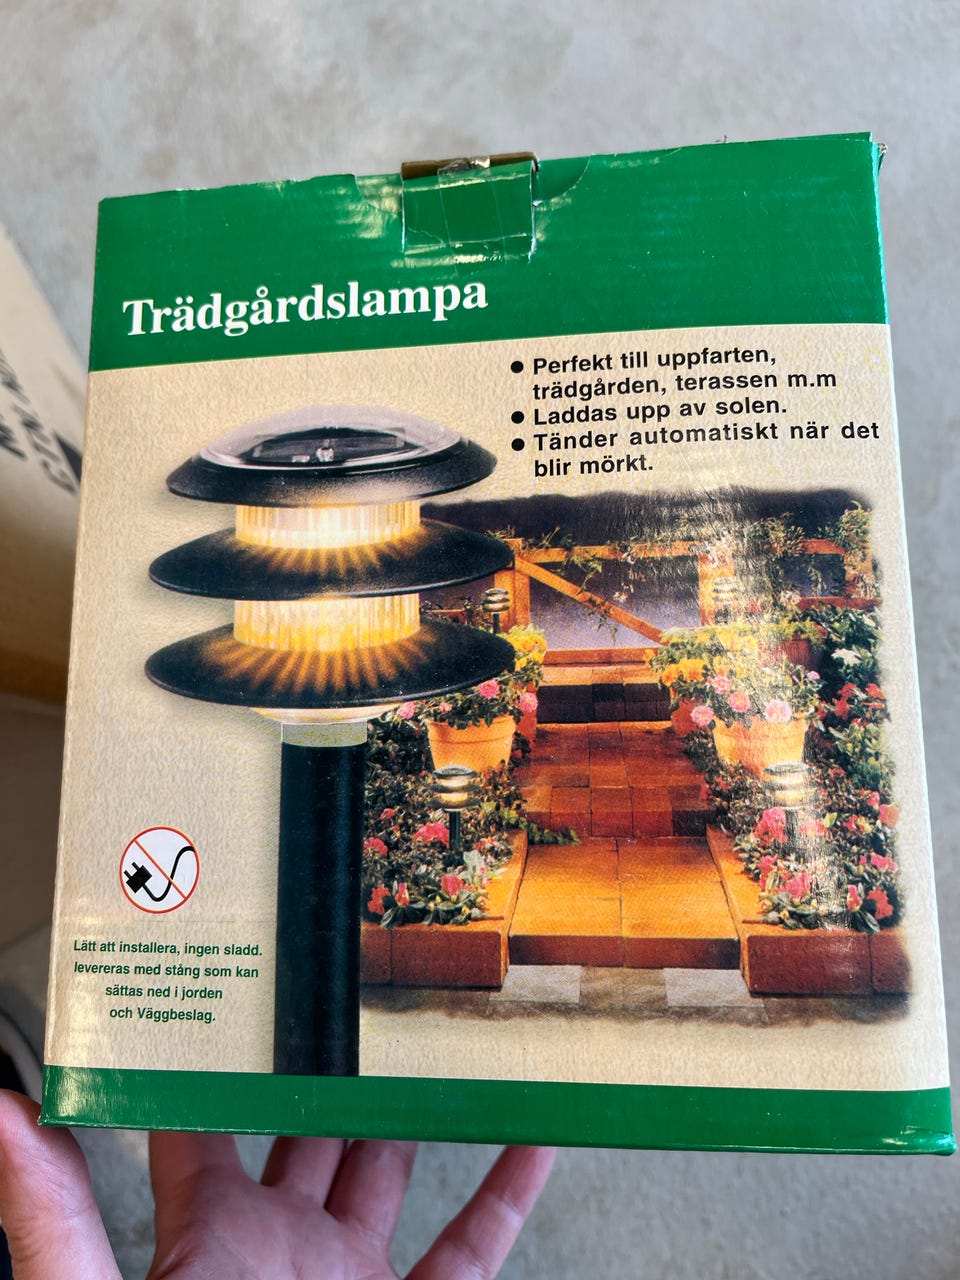 Trädgårdslampa
● Perfekt till uppfarten,
trädgården, terassen m.m
● Laddas upp av solen.
● Tänder automatiskt när det
blir mörkt.
Lätt att installera, ingen sladd.
levereras med stång som kan
sättas ned i jorden
och Väggbeslag.